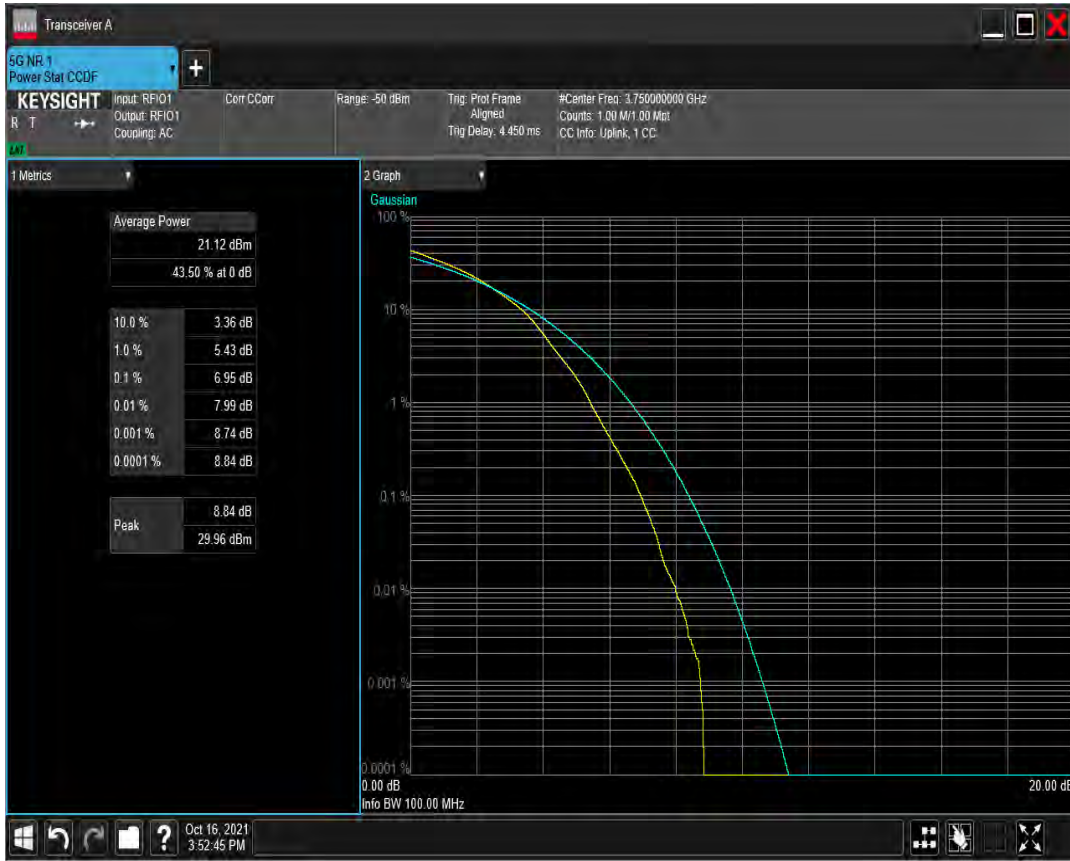 Transceiver A
5G NR 1
Power Stat CCDF
+
KEYSIGHT
R T
LXI
Input: RFIO1
Output: RFIO1
Coupling: AC
Corr CCorr
Range: -50 dBm
Trig: Prot Frame
Aligned
Trig Delay: 4.450 ms
#Center Freq: 3.750000000 GHz
Counts: 1.00 M/1.00 Mpt
CC Info: Uplink, 1 CC
1 Metrics
Average Power
21.12 dBm
43.50 % at 0 dB
10.0 % 3.36 dB
1.0 % 5.43 dB
0.1 % 6.95 dB
0.01 % 7.99 dB
0.001 % 8.74 dB
0.0001 % 8.84 dB
Peak
8.84 dB
29.96 dBm
2 Graph
Gaussian
100 %
10 %
1 %
0.1 %
0.01 %
0.001 %
0.0001 %
0.00 dB 20.00 dB
Info BW 100.00 MHz
?
Oct 16, 2021
3:52:45 PM